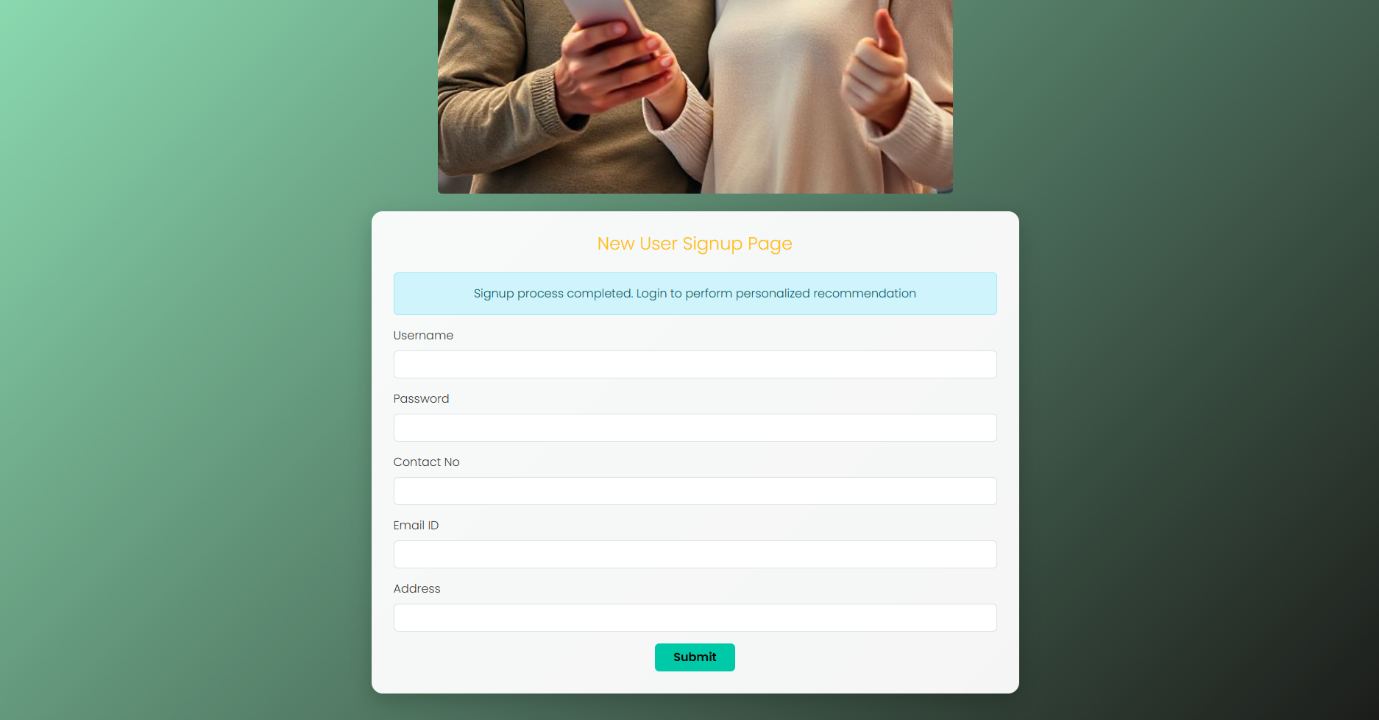 New User Signup Page
Signup process completed. Login to perform personalized recommendation
Username
Password
Contact No
Email ID
Address
Submit